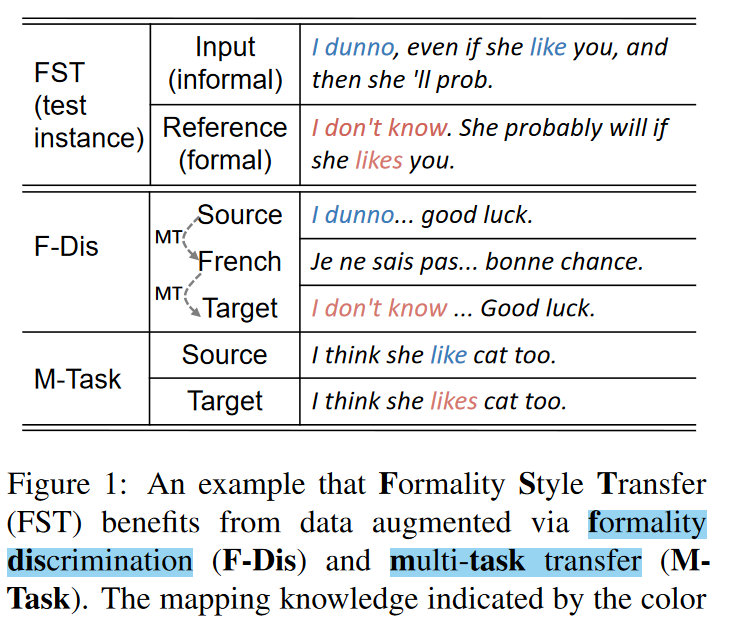 FST
(test
instance)
Input
(informal)
I dunno, even if she like you, and
then she 'll prob.
Reference
(formal)
I don't know. She probably will if
she likes you.
F-Dis
MT
MT
Source
I dunno... good luck.
French
Je ne sais pas... bonne chance.
Target
I don't know ... Good luck.
M-Task
Source
I think she like cat too.
Target
I think she likes cat too.
Figure 1: An example that Formality Style Transfer
(FST) benefits from data augmented via formality
discrimination (F-Dis) and multi-task transfer (M-
Task). The mapping knowledge indicated by the color